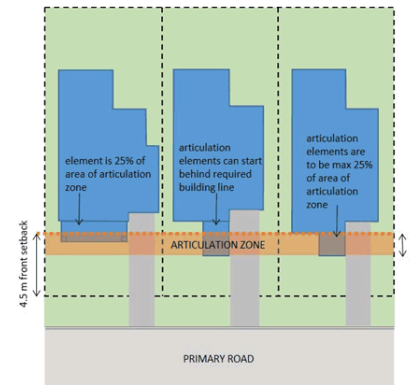 element is 25% of
area of articulation
zone
articulation
elements can start
behind required
building line
articulation
elements are
to be max 25%
of area of
articulation
zone
4.5 m front setback
ARTICULATION ZONE
PRIMARY ROAD